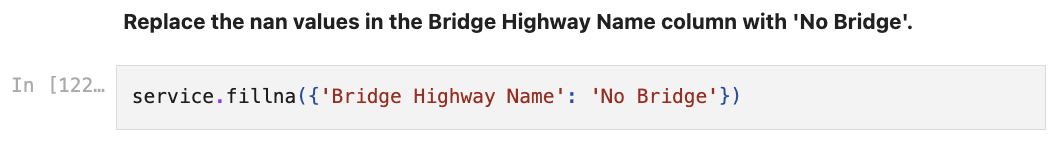 Replace the nan values in the Bridge Highway Name column with 'No Bridge'.
In [122… service.fillna({'Bridge Highway Name': 'No Bridge'})